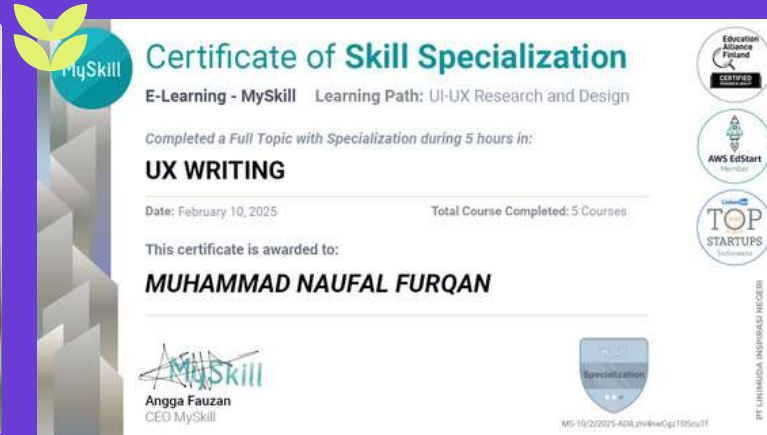 MySkill
Certificate of Skill Specialization
E-Learning - MySkill Learning Path: UI-UX Research and Design
Completed a Full Topic with Specialization during 5 hours in:
UX WRITING
Date: February 10, 2025 Total Course Completed: 5 Courses
This certificate is awarded to:
MUHAMMAD NAUFAL FURQAN
MySkill
Angga Fauzan
CEO MySkill
Specialization
Education
Alliance
Finland
CERTIFIED
AWS EdStart
Member
LinkedIn
TOP
STARTUPS
Indonesia
PT LINIMUDA INSPIRASI NEGERI